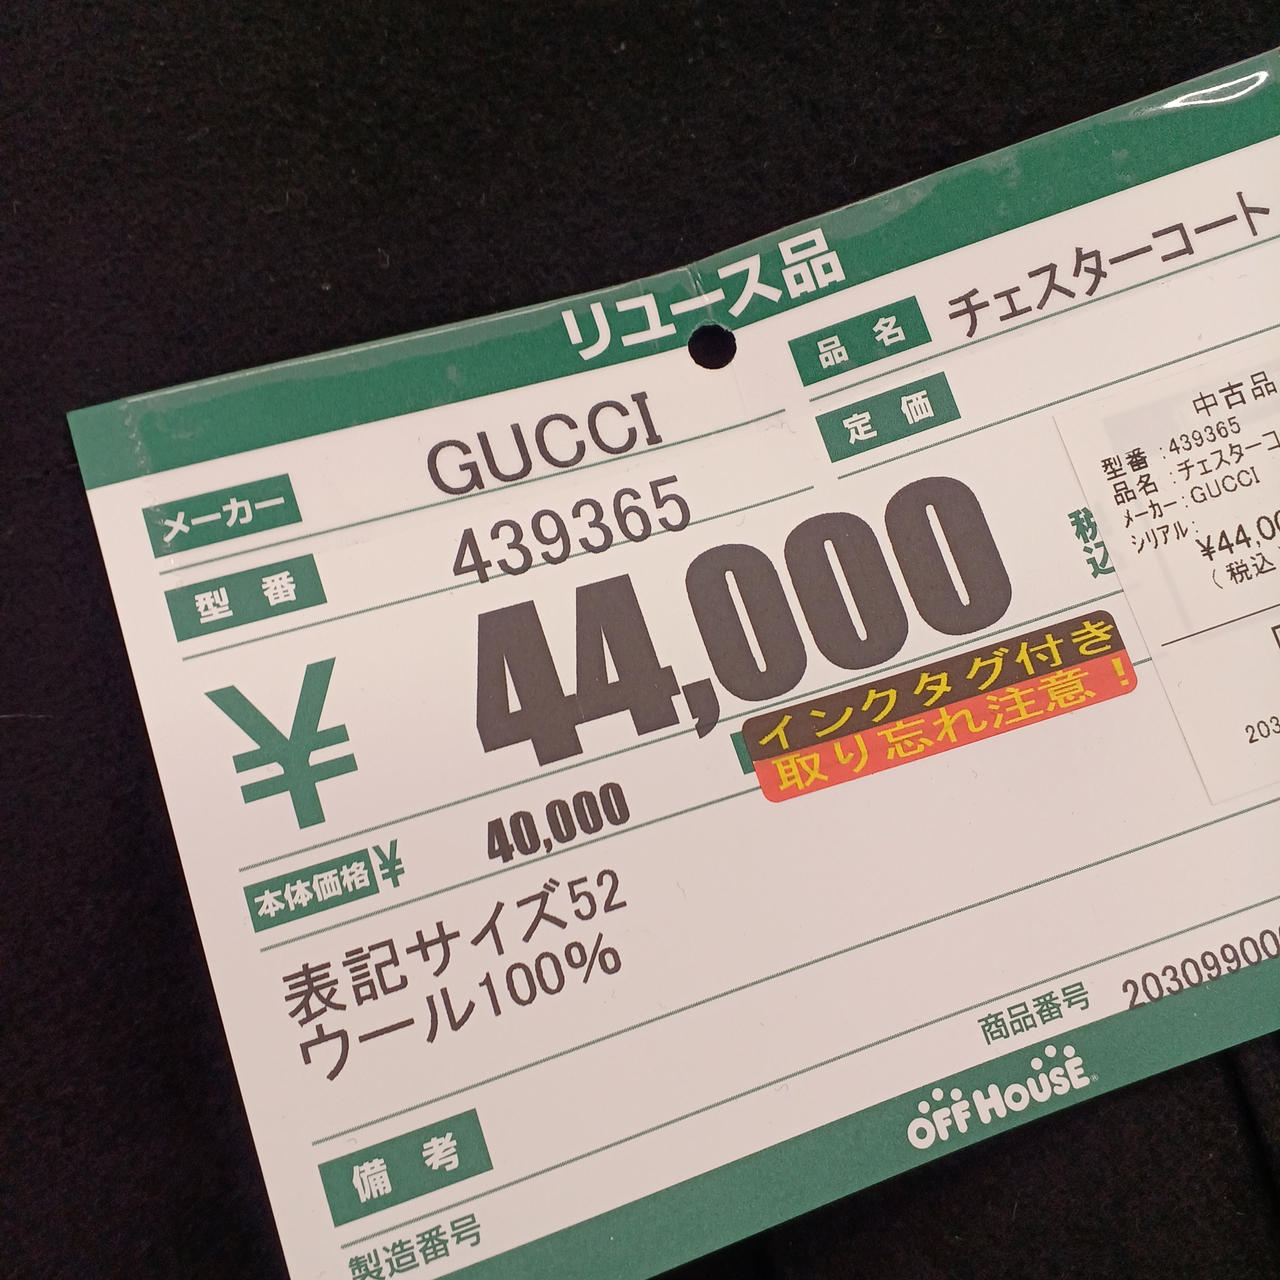 リユース品
メーカー GUCCI
品名 チェスターコート
型番 439365
定価
¥44,000 税込
インクタグ付き
取り忘れ注意!
本体価格¥ 40,000
表記サイズ52
ウール100%
中古品
型番:439365
品名:チェスターコ
メーカー:GUCCI
シリアル:
¥44,00
(税込
203
商品番号 203099000
備考
製造番号
OFF HOUSE